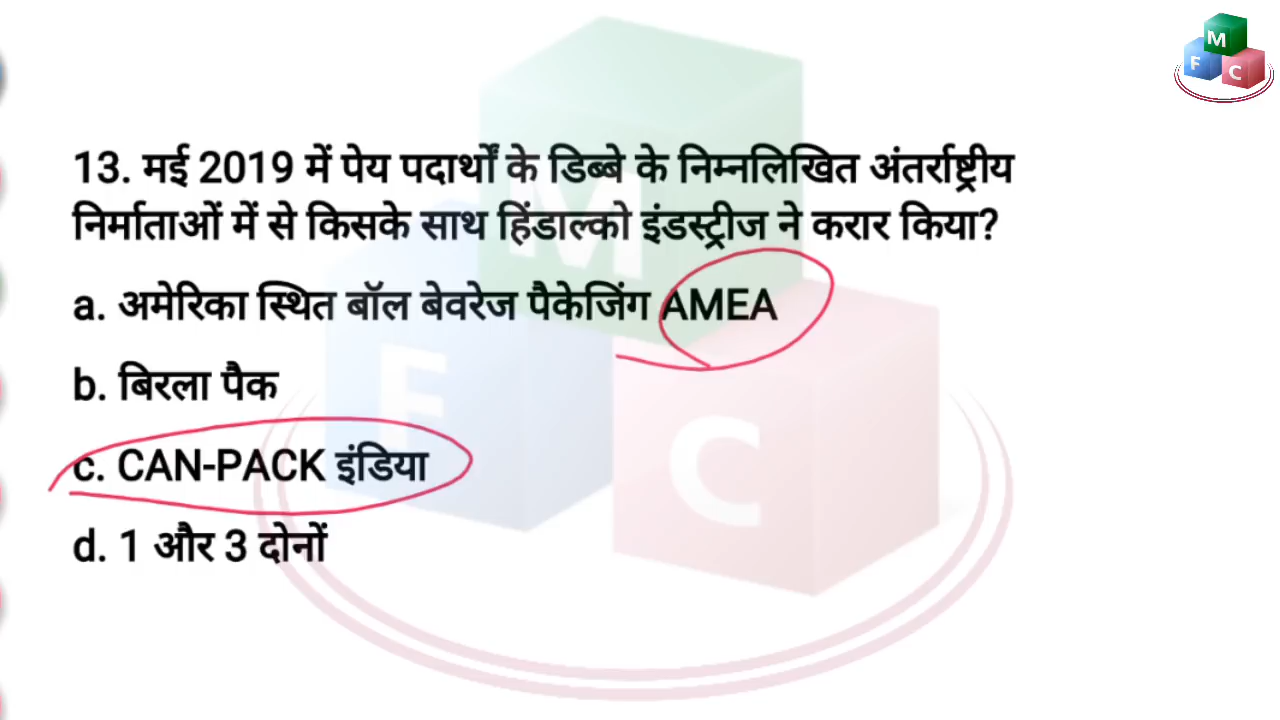 M
F C
13. मई 2019 में पेय पदार्थों के डिब्बे के निम्नलिखित अंतर्राष्ट्रीय
निर्माताओं में से किसके साथ हिंडाल्को इंडस्ट्रीज ने करार किया?
a. अमेरिका स्थित बॉल बेवरेज पैकेजिंग AMEA
b. बिरला पैक
c. CAN-PACK इंडिया
d. 1 और 3 दोनों
M
F C